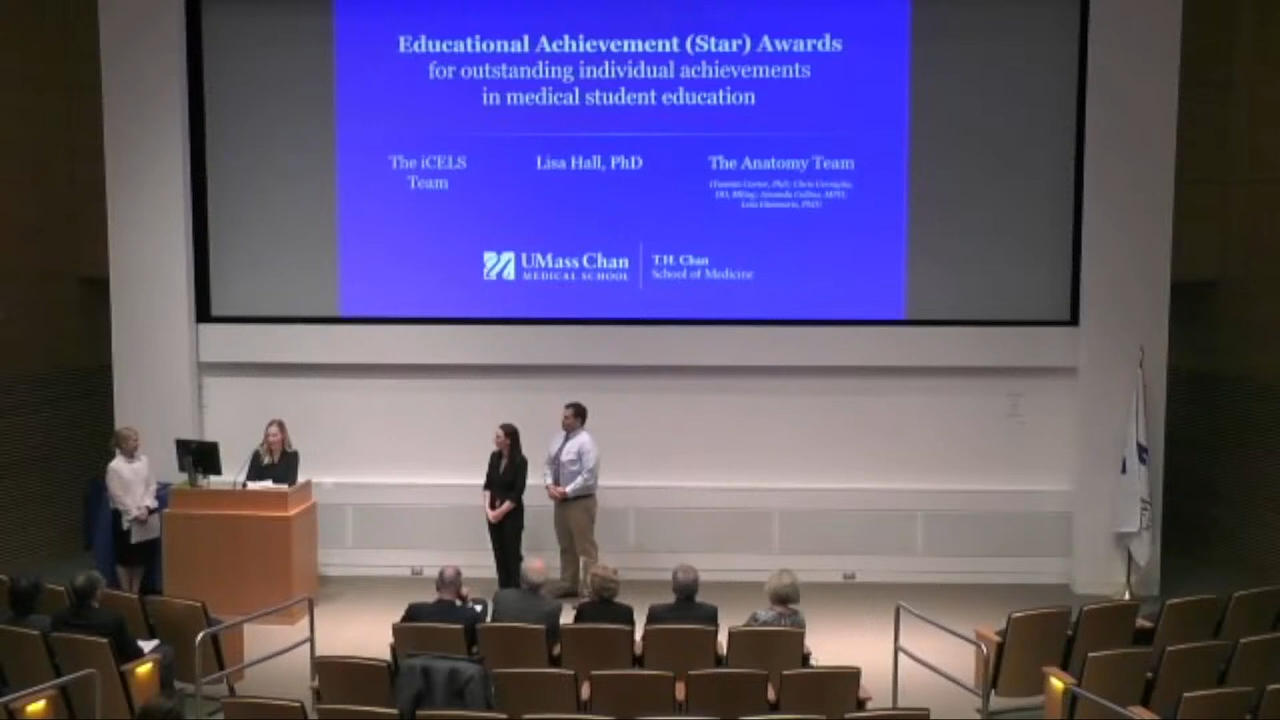 Educational Achievement (Star) Awards
for outstanding individual achievements
in medical student education
The iCELS
Team
Lisa Hall, PhD
The Anatomy Team
UMass Chan
MEDICAL SCHOOL
T.H. Chan
School of Medicine